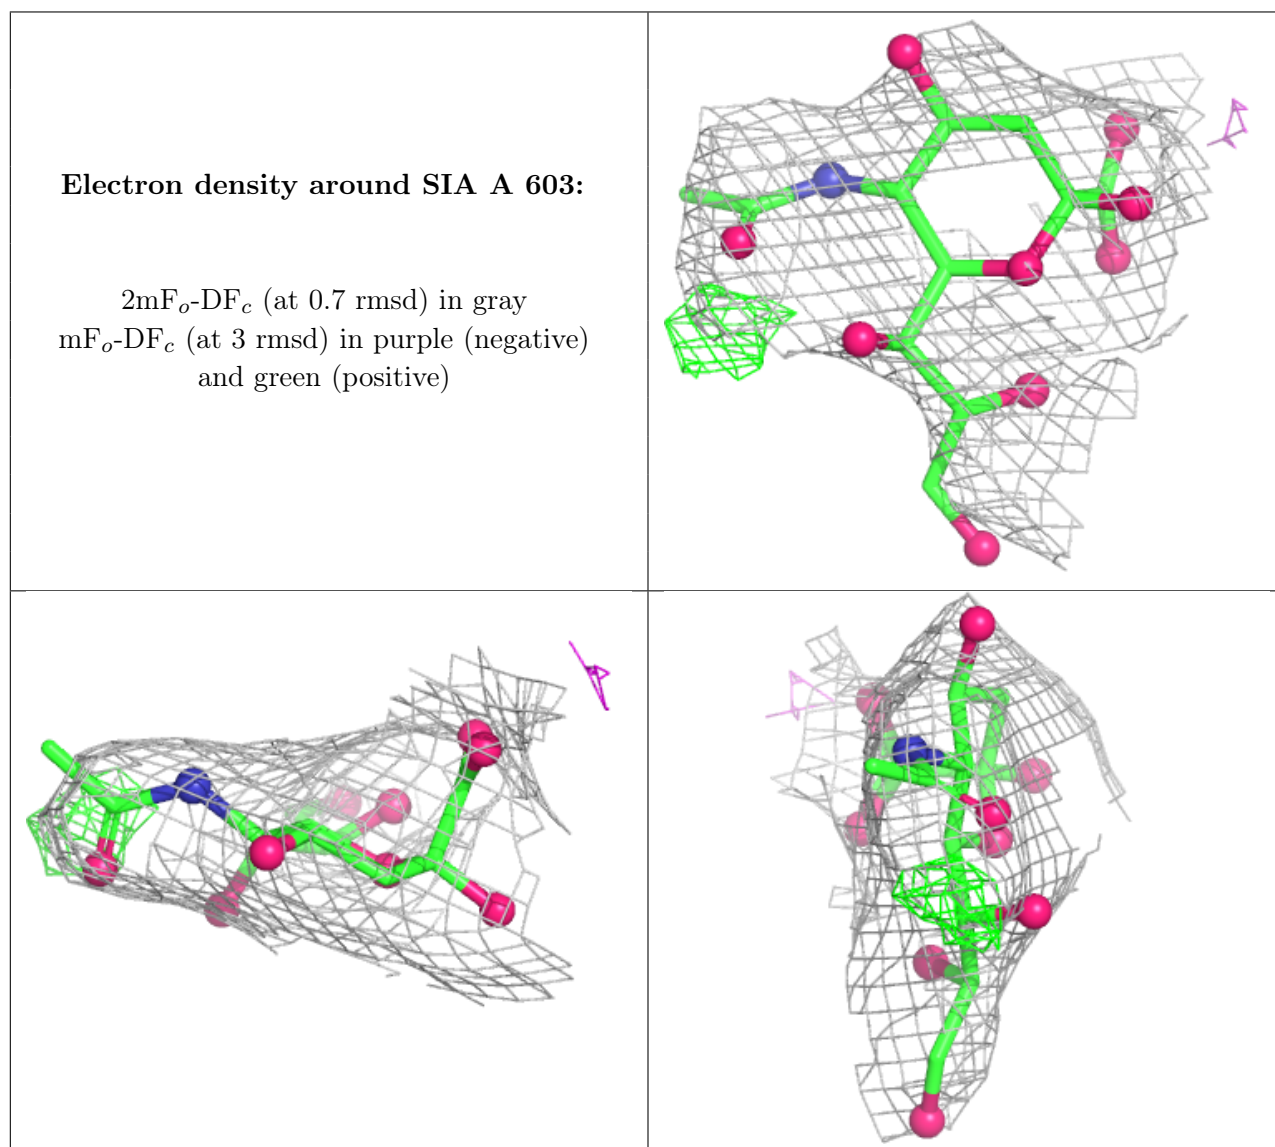 Electron density around SIA A 603:
2mFₒ-DF𝒸 (at 0.7 rmsd) in gray
mFₒ-DF𝒸 (at 3 rmsd) in purple (negative)
and green (positive)